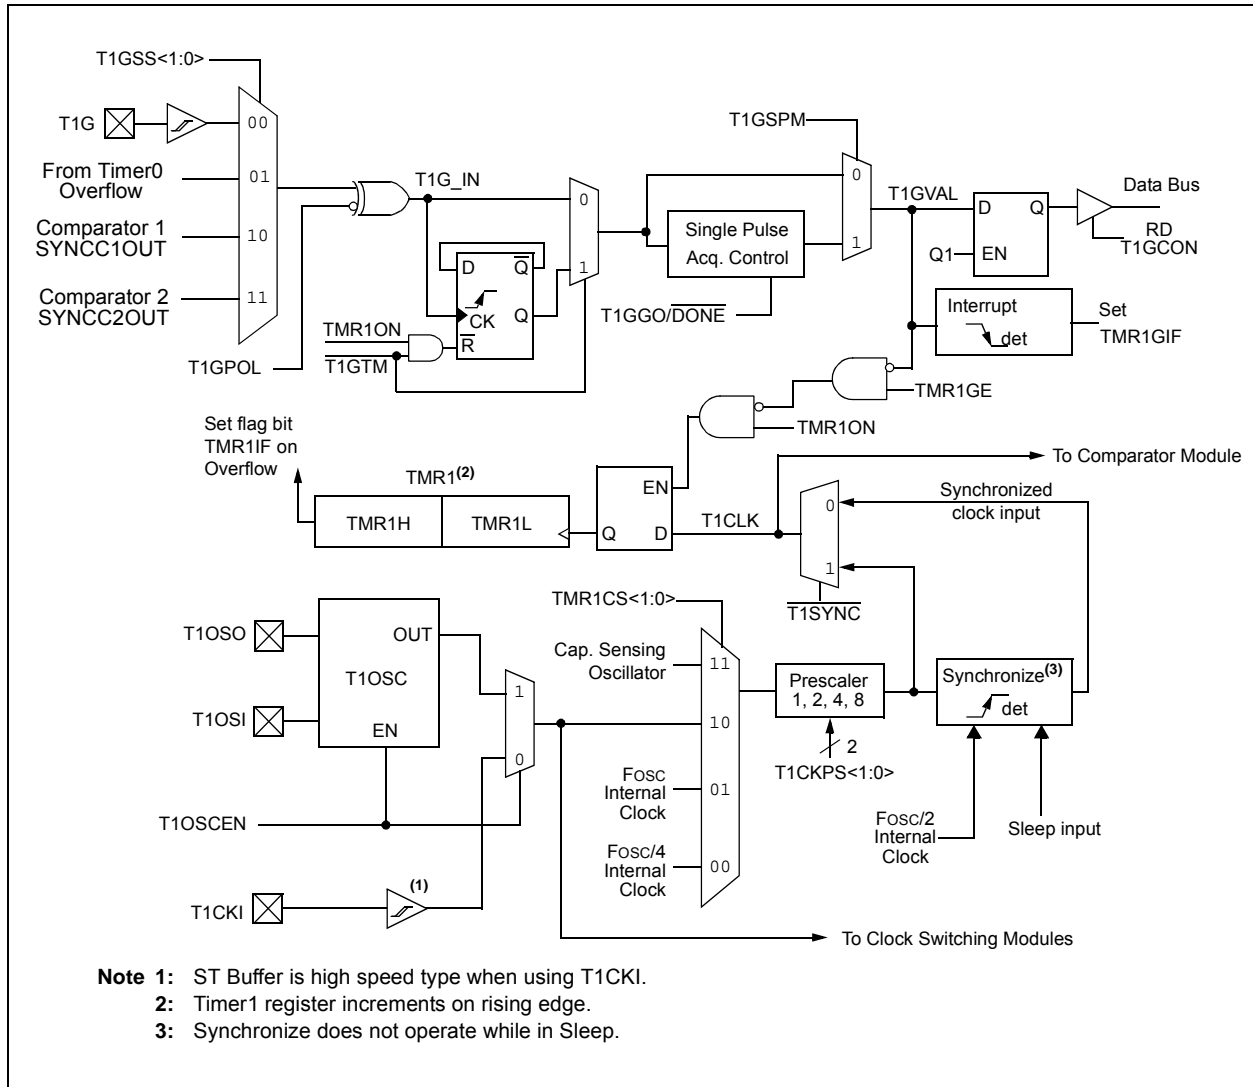 T1GSS<1:0>
T1G
00
From Timer0
Overflow
01
Comparator 1
SYNCC1OUT
10
Comparator 2
SYNCC2OUT
11
T1GPOL
T1G_IN
0
1
D
Q
CK
Q
R
TMR1ON
T1GTM
T1GSPM
0
1
Single Pulse
Acq. Control
T1GGO/DONE
T1GVAL
D
Q
Q1
EN
Data Bus
RD
T1GCON
Interrupt
det
Set
TMR1GIF
TMR1GE
TMR1ON
Set flag bit
TMR1IF on
Overflow
TMR1(2)
TMR1H
TMR1L
EN
Q
D
T1CLK
To Comparator Module
0
1
Synchronized
clock input
T1SYNC
T1OSO
T1OSI
OUT
T1OSC
EN
1
0
T1OSCEN
T1CKI
(1)
TMR1CS<1:0>
Cap. Sensing
Oscillator
11
10
FOSC
Internal
Clock
01
FOSC/4
Internal
Clock
00
Prescaler
1, 2, 4, 8
2
T1CKPS<1:0>
Synchronize(3)
det
FOSC/2
Internal
Clock
Sleep input
To Clock Switching Modules
Note 1: ST Buffer is high speed type when using T1CKI.
2: Timer1 register increments on rising edge.
3: Synchronize does not operate while in Sleep.